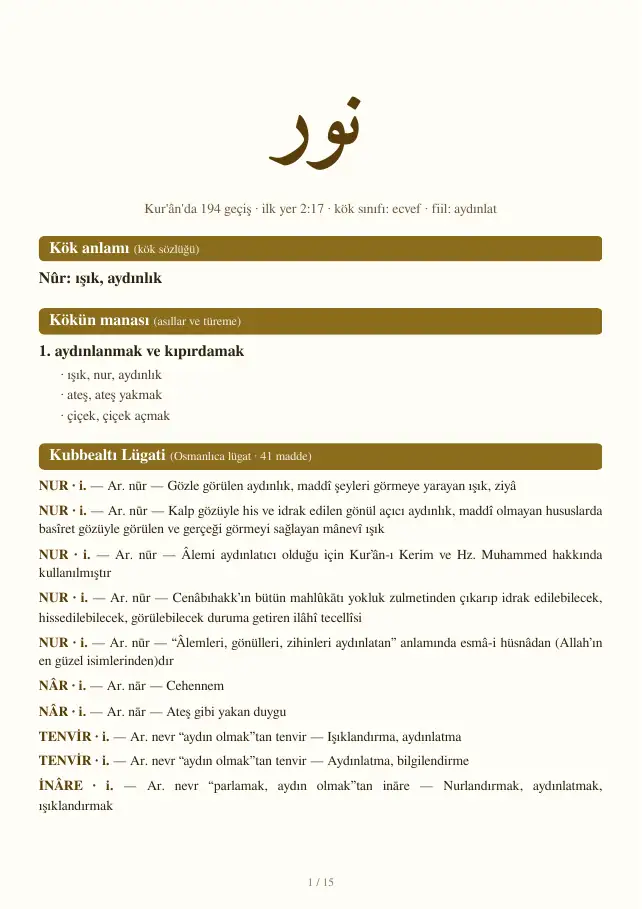 نور
Kur'ân'da 194 geçiş · ilk yer 2:17 · kök sınıfı: ecvef · fiil: aydınlat
Kök anlamı (kök sözlüğü)
Nûr: ışık, aydınlık
Kökün manası (asıllar ve türeme)
1. aydınlanmak ve kıpırdamak
· ışık, nur, aydınlık
· ateş, ateş yakmak
· çiçek, çiçek açmak
Kubbealtı Lügati (Osmanlıca lügat · 41 madde)
NUR · i. — Ar. nūr — Gözle görülen aydınlık, maddî şeyleri görmeye yarayan ışık, ziyâ
NUR · i. — Ar. nūr — Kalp gözüyle his ve idrak edilen gönül açıcı aydınlık, maddî olmayan hususlarda
basîret gözüyle görülen ve gerçeği görmeyi sağlayan mânevî ışık
NUR · i. — Ar. nūr — Âlemi aydınlatıcı olduğu için Kur’ân-ı Kerim ve Hz. Muhammed hakkında
kullanılmıştır
NUR · i. — Ar. nūr — Cenâbıhakk’ın bütün mahlûkātı yokluk zulmetinden çıkarıp idrak edilebilecek,
hissedilebilecek, görülebilecek duruma getiren ilâhî tecellîsi
NUR · i. — Ar. nūr — “Âlemleri, gönülleri, zihinleri aydınlatan” anlamında esmâ-i hüsnâdan (Allah’ın
en güzel isimlerinden)dır
NÂR · i. — Ar. nār — Cehennem
NÂR · i. — Ar. nār — Ateş gibi yakan duygu
TENVİR · i. — Ar. nevr “aydın olmak”tan tenvіr — Işıklandırma, aydınlatma
TENVİR · i. — Ar. nevr “aydın olmak”tan tenvіr — Aydınlatma, bilgilendirme
İNÂRE · i. — Ar. nevr “parlamak, aydın olmak”tan ināre — Nurlandırmak, aydınlatmak,
ışıklandırmak
1 / 15